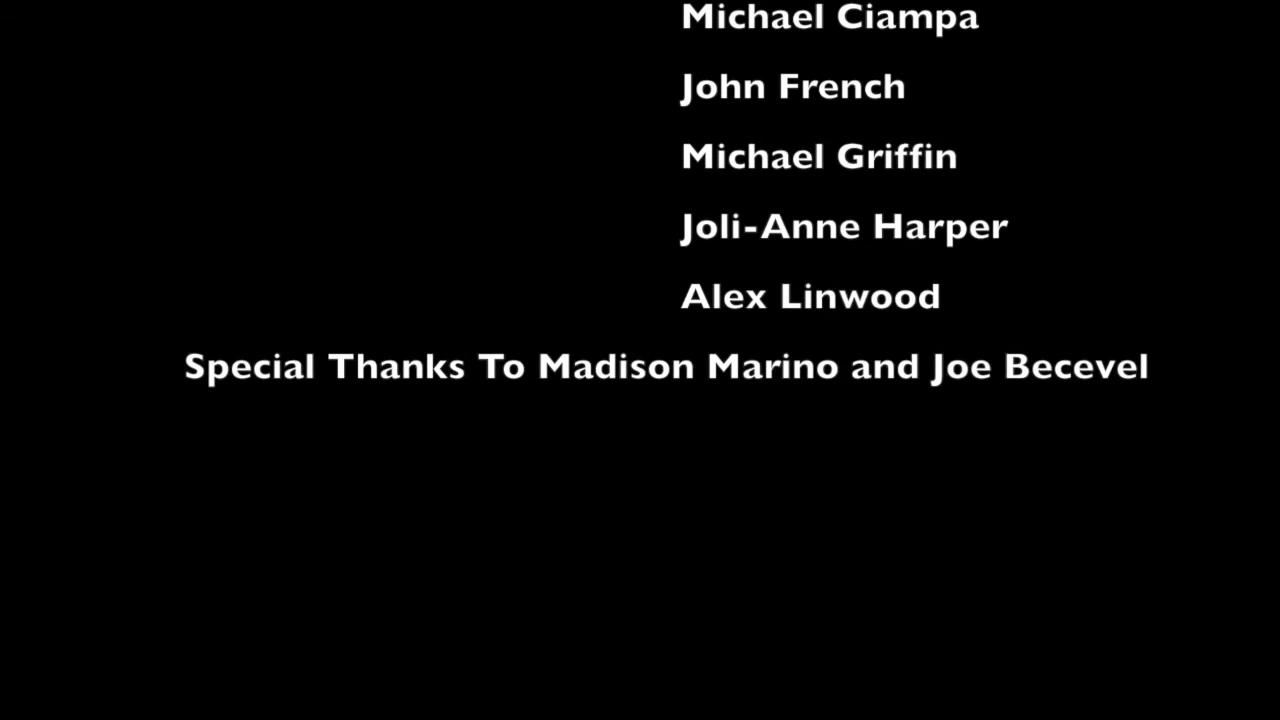 Michael Ciampa
John French
Michael Griffin
Joli-Anne Harper
Alex Linwood
Special Thanks To Madison Marino and Joe Becevel